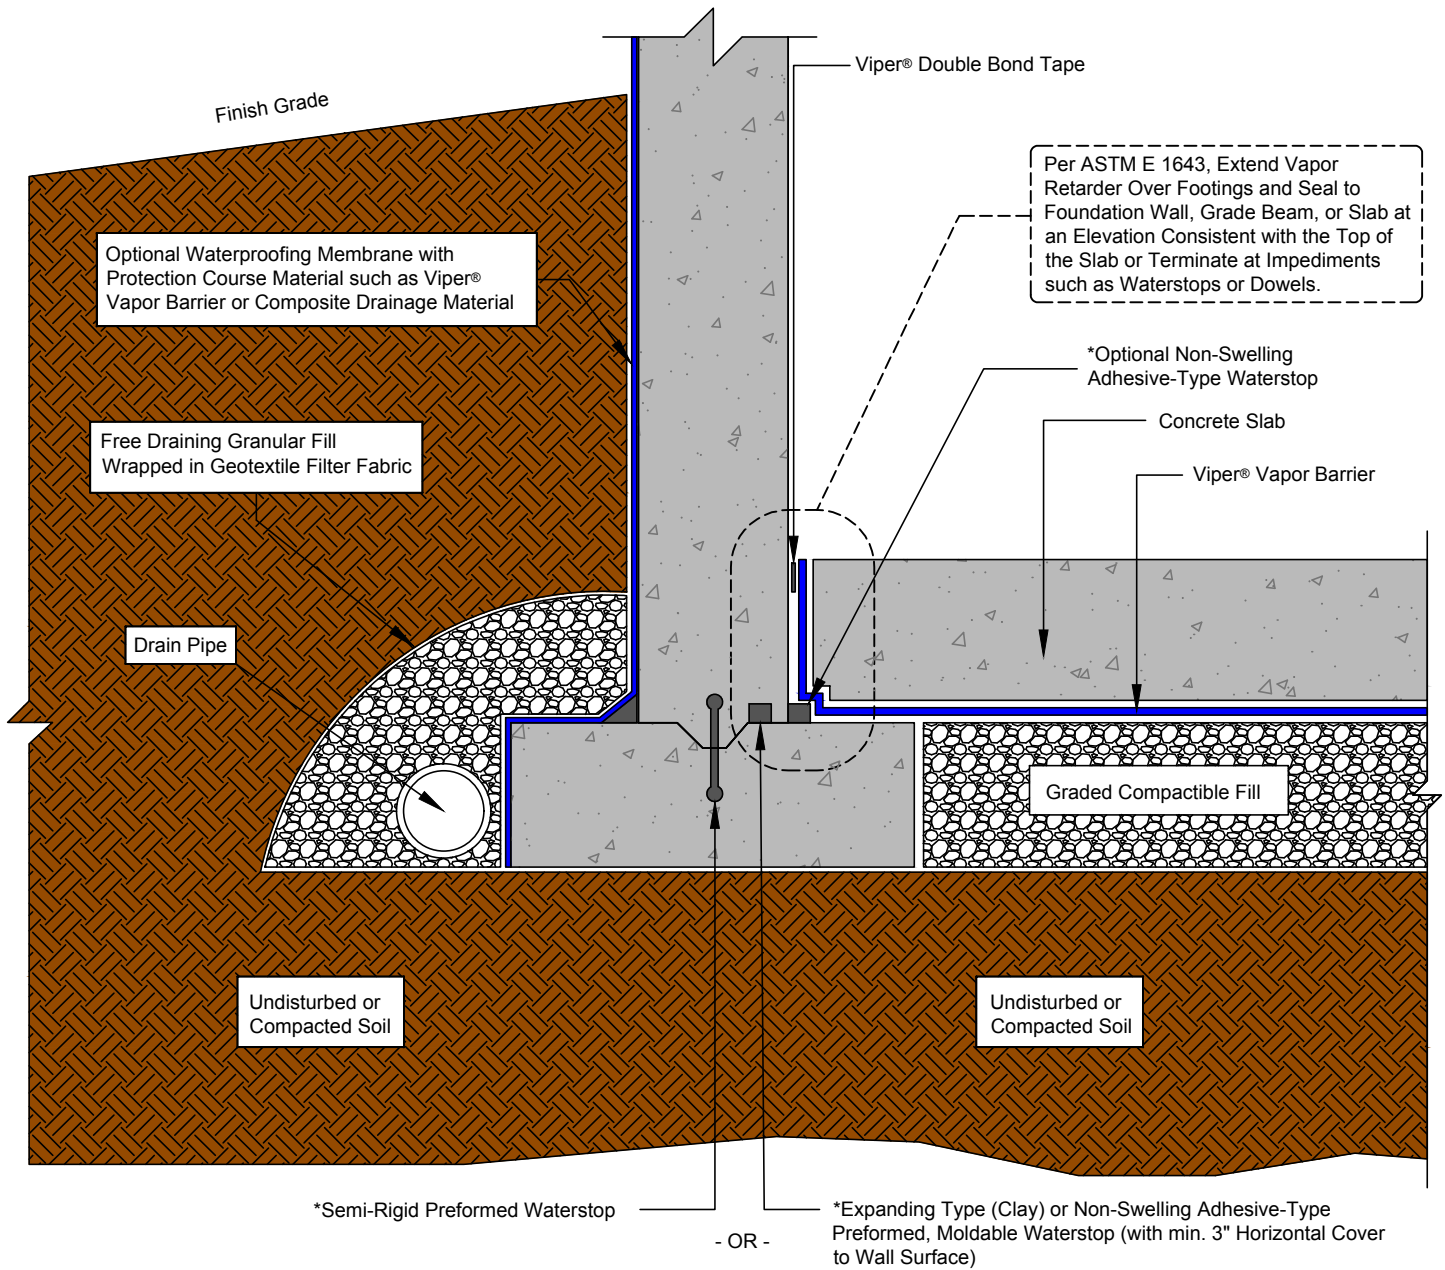 Viper® Double Bond Tape
Finish Grade
Per ASTM E 1643, Extend Vapor
Retarder Over Footings and Seal to
Foundation Wall, Grade Beam, or Slab at
an Elevation Consistent with the Top of
the Slab or Terminate at Impediments
such as Waterstops or Dowels.
Optional Waterproofing Membrane with
Protection Course Material such as Viper®
Vapor Barrier or Composite Drainage Material
*Optional Non-Swelling
Adhesive-Type Waterstop
Concrete Slab
Free Draining Granular Fill
Wrapped in Geotextile Filter Fabric
Viper® Vapor Barrier
Drain Pipe
Graded Compactible Fill
Undisturbed or
Compacted Soil
Undisturbed or
Compacted Soil
*Semi-Rigid Preformed Waterstop
- OR -
*Expanding Type (Clay) or Non-Swelling Adhesive-Type
Preformed, Moldable Waterstop (with min. 3" Horizontal Cover
to Wall Surface)